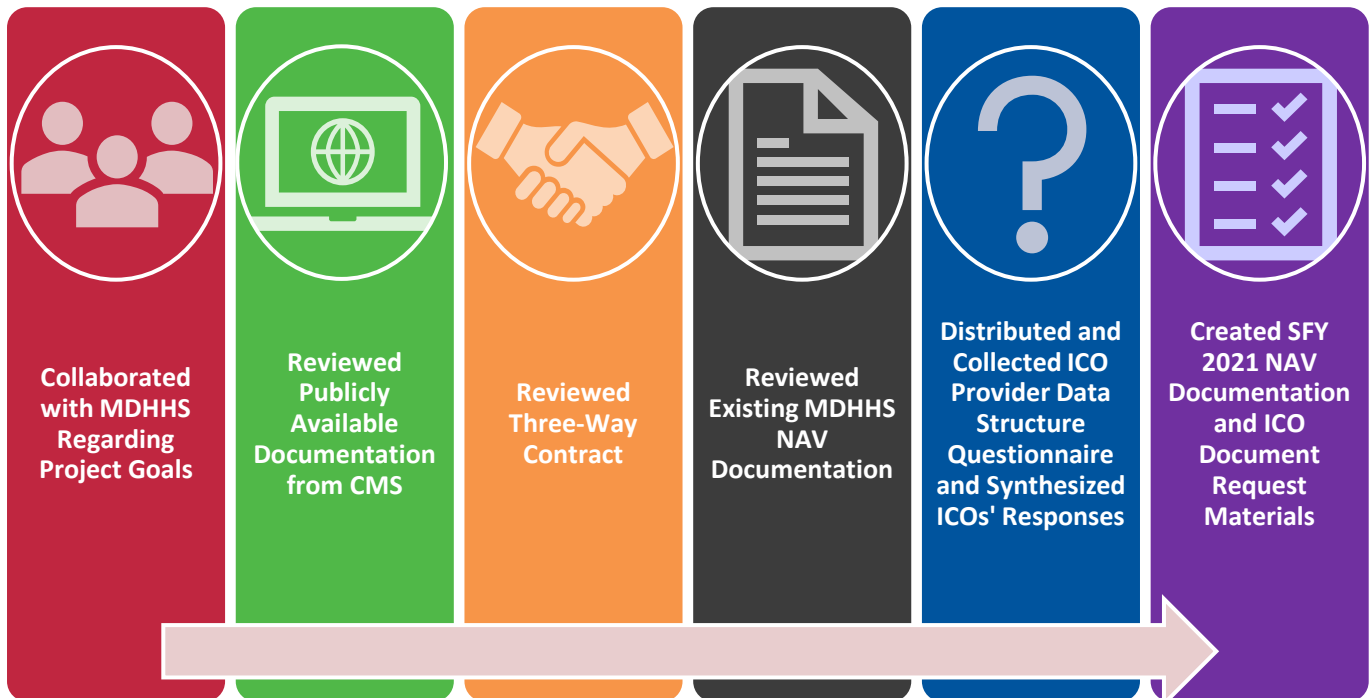 Collaborated
with MDHHS
Regarding
Project Goals
Reviewed
Publicly
Available
Documentation
from CMS
Reviewed
Three-Way
Contract
Reviewed
Existing MDHHS
NAV
Documentation
Distributed and
Collected ICO
Provider Data
Structure
Questionnaire
and Synthesized
ICOs' Responses
Created SFY
2021 NAV
Documentation
and ICO
Document
Request
Materials